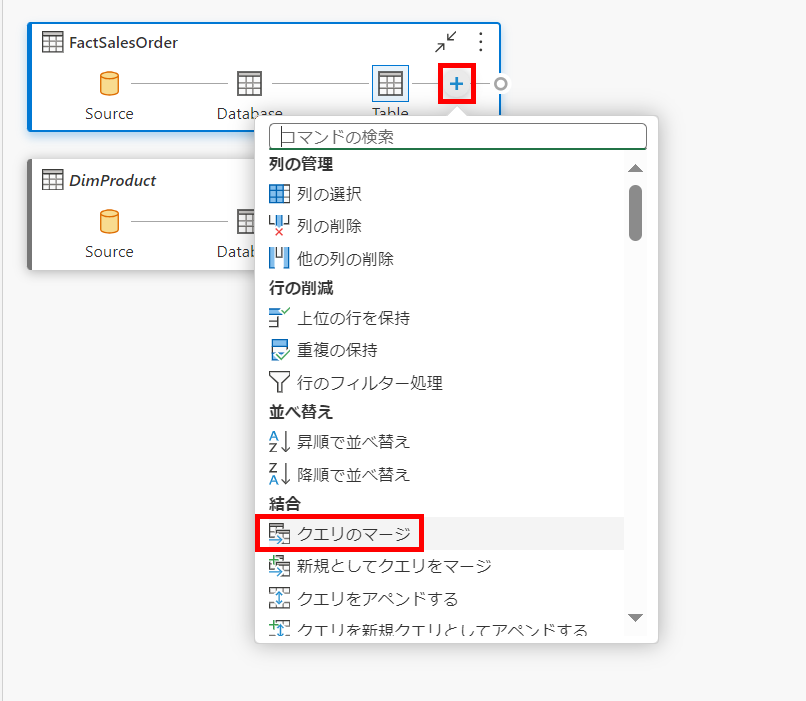 FactSalesOrder
Source
Database
Table
DimProduct
Source
コマンドの検索
列の管理
列の選択
列の削除
他の列の削除
行の削減
上位の行を保持
重複の保持
行のフィルター処理
並べ替え
昇順で並べ替え
降順で並べ替え
結合
クエリのマージ
新規としてクエリをマージ
クエリをアペンドする
クエリを新規クエリとしてアペンドする